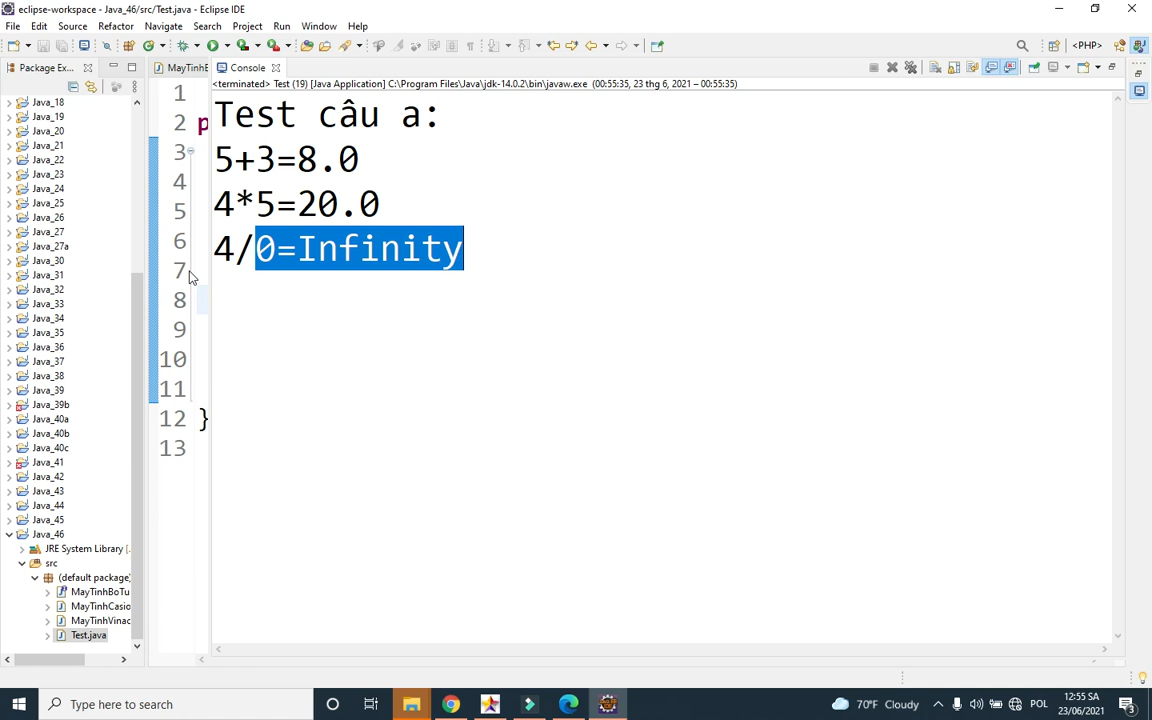 eclipse-workspace - Java_46/src/Test.java - Eclipse IDE
File Edit Source Refactor Navigate Search Project Run Window Help
<PHP>
Package Ex...
MayTinhB
Console
<terminated> Test (19) [Java Application] C:\Program Files\Java\jdk-14.0.2\bin\javaw.exe (00:55:35, 23 thg 6, 2021 – 00:55:35)
Java_18
Java_19
Java_20
Java_21
Java_22
Java_23
Java_24
Java_25
Java_26
Java_27
Java_27a
Java_30
Java_31
Java_32
Java_33
Java_34
Java_35
Java_36
Java_37
Java_38
Java_39
Java_39b
Java_40a
Java_40b
Java_40c
Java_41
Java_42
Java_43
Java_44
Java_45
Java_46
JRE System Library [.
src
(default package)
MayTinhBoTu
MayTinhCasio
MayTinhVinac
Test.java
1
2 p
3
4
5
6
7
8
9
10
11
12 }
13
Test câu a:
5+3=8.0
4*5=20.0
4/0=Infinity
Type here to search
70°F Cloudy
POL
12:55 SA
23/06/2021
3